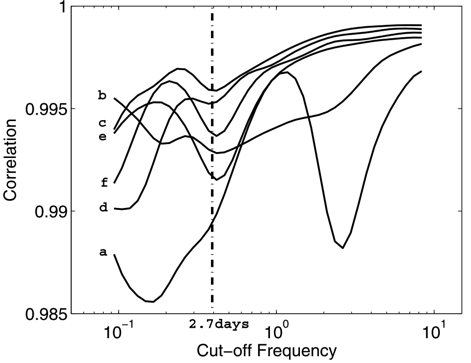 1
0.995
0.99
0.985
Correlation
b
c
e
f
d
a
2.7days
10^-1
10^0
10^1
Cut-off Frequency